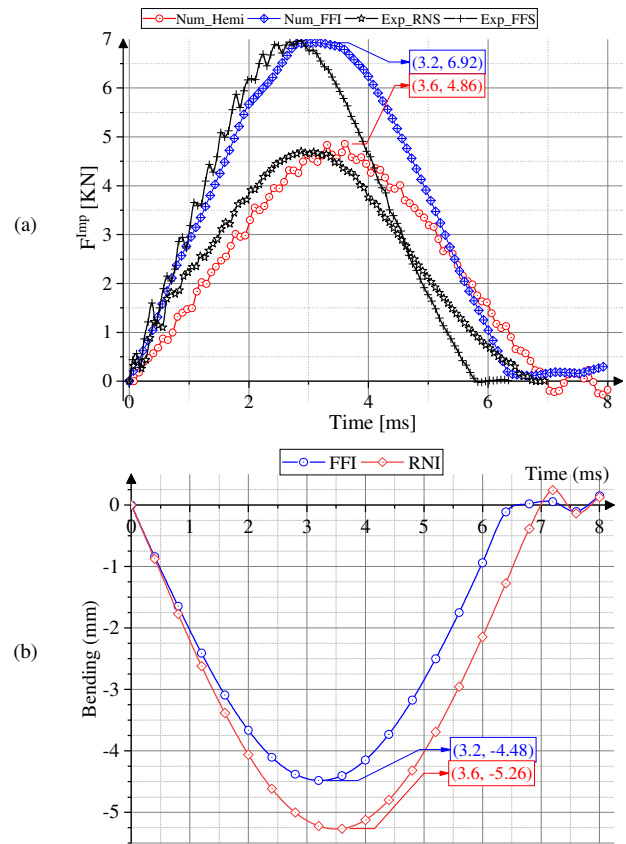 Num_Hemi Num_FFI Exp_RNS Exp_FFS
7
6
5
4
3
2
1
0
(3.2, 6.92)
(3.6, 4.86)
F^Imp [KN]
(a)
0 2 4 6 8
Time [ms]
FFI RNI
Time (ms)
0
0 1 2 3 4 5 6 7 8
-1
-2
-3
-4
-5
Bending (mm)
(b)
(3.2, -4.48)
(3.6, -5.26)